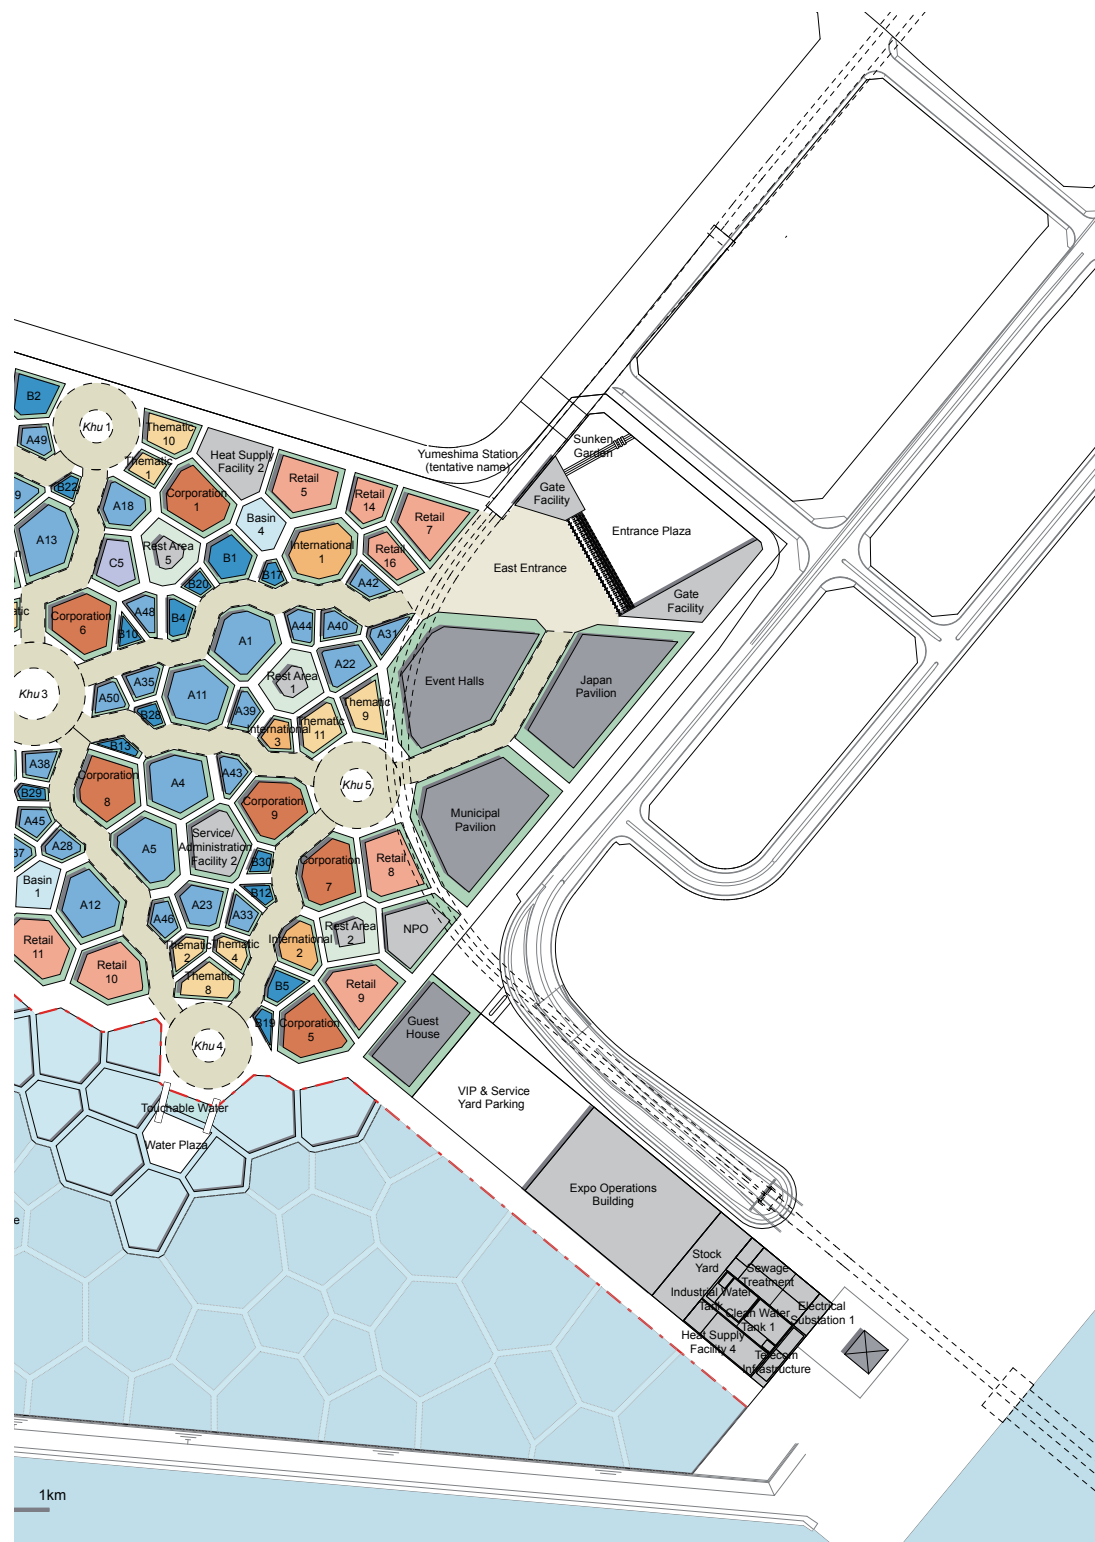 B2
Khu 1
Thematic
10
A49
Thematic
1
Heat Supply
Facility 2
Yumeshima Station
(tentative name)
Sunken
Garden
B22
9
A18
Corporation
1
Retail
5
Retail
14
Retail
7
Gate
Facility
Basin
4
Entrance Plaza
A13
Rest Area
5
International
1
Retail
16
C5
B1
B17
B20
A42
East Entrance
Gate
Facility
tic
Corporation
6
A48
B10
B4
A1
A44
A40
A31
A22
Khu 3
A35
A50
B28
A11
Rest Area
1
A39
International
3
Thematic
11
Thematic
9
Event Halls
Japan
Pavilion
B13
A38
B29
Corporation
8
A4
A43
Khu 5
Corporation
9
Municipal
Pavilion
A45
37
A28
A5
Service/
Administration
Facility 2
B30
Corporation
7
Retail
8
Basin
1
A12
B12
A46
A23
A33
Rest Area
2
NPO
Retail
11
Retail
10
Thematic
2
Thematic
4
International
2
Thematic
8
B5
Retail
9
B19
Corporation
5
Guest
House
Khu 4
VIP & Service
Yard Parking
Touchable Water
Water Plaza
Expo Operations
Building
e
Stock
Yard
Sewage
Treatment
Industrial Water
Tank
Clean Water
Tank 1
Electrical
Substation 1
Heat Supply
Facility 4
Telecom
Infrastructure
1km